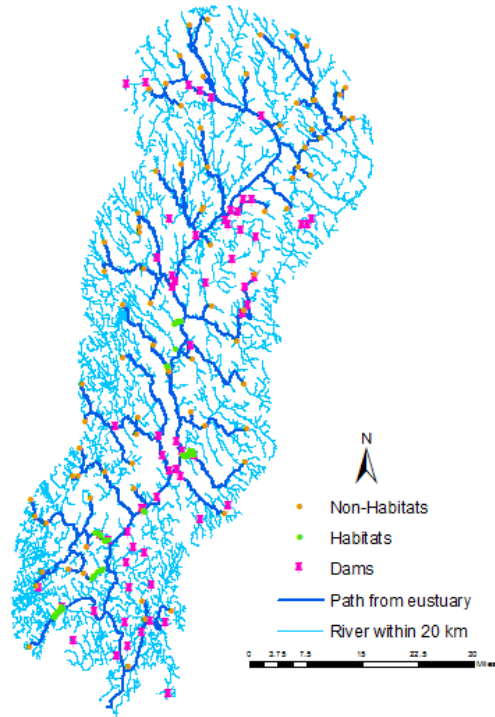 N
Non-Habitats
Habitats
Dams
Path from eustuary
River within 20 km
0 3.75 7.5 15 22.5 30
Miles